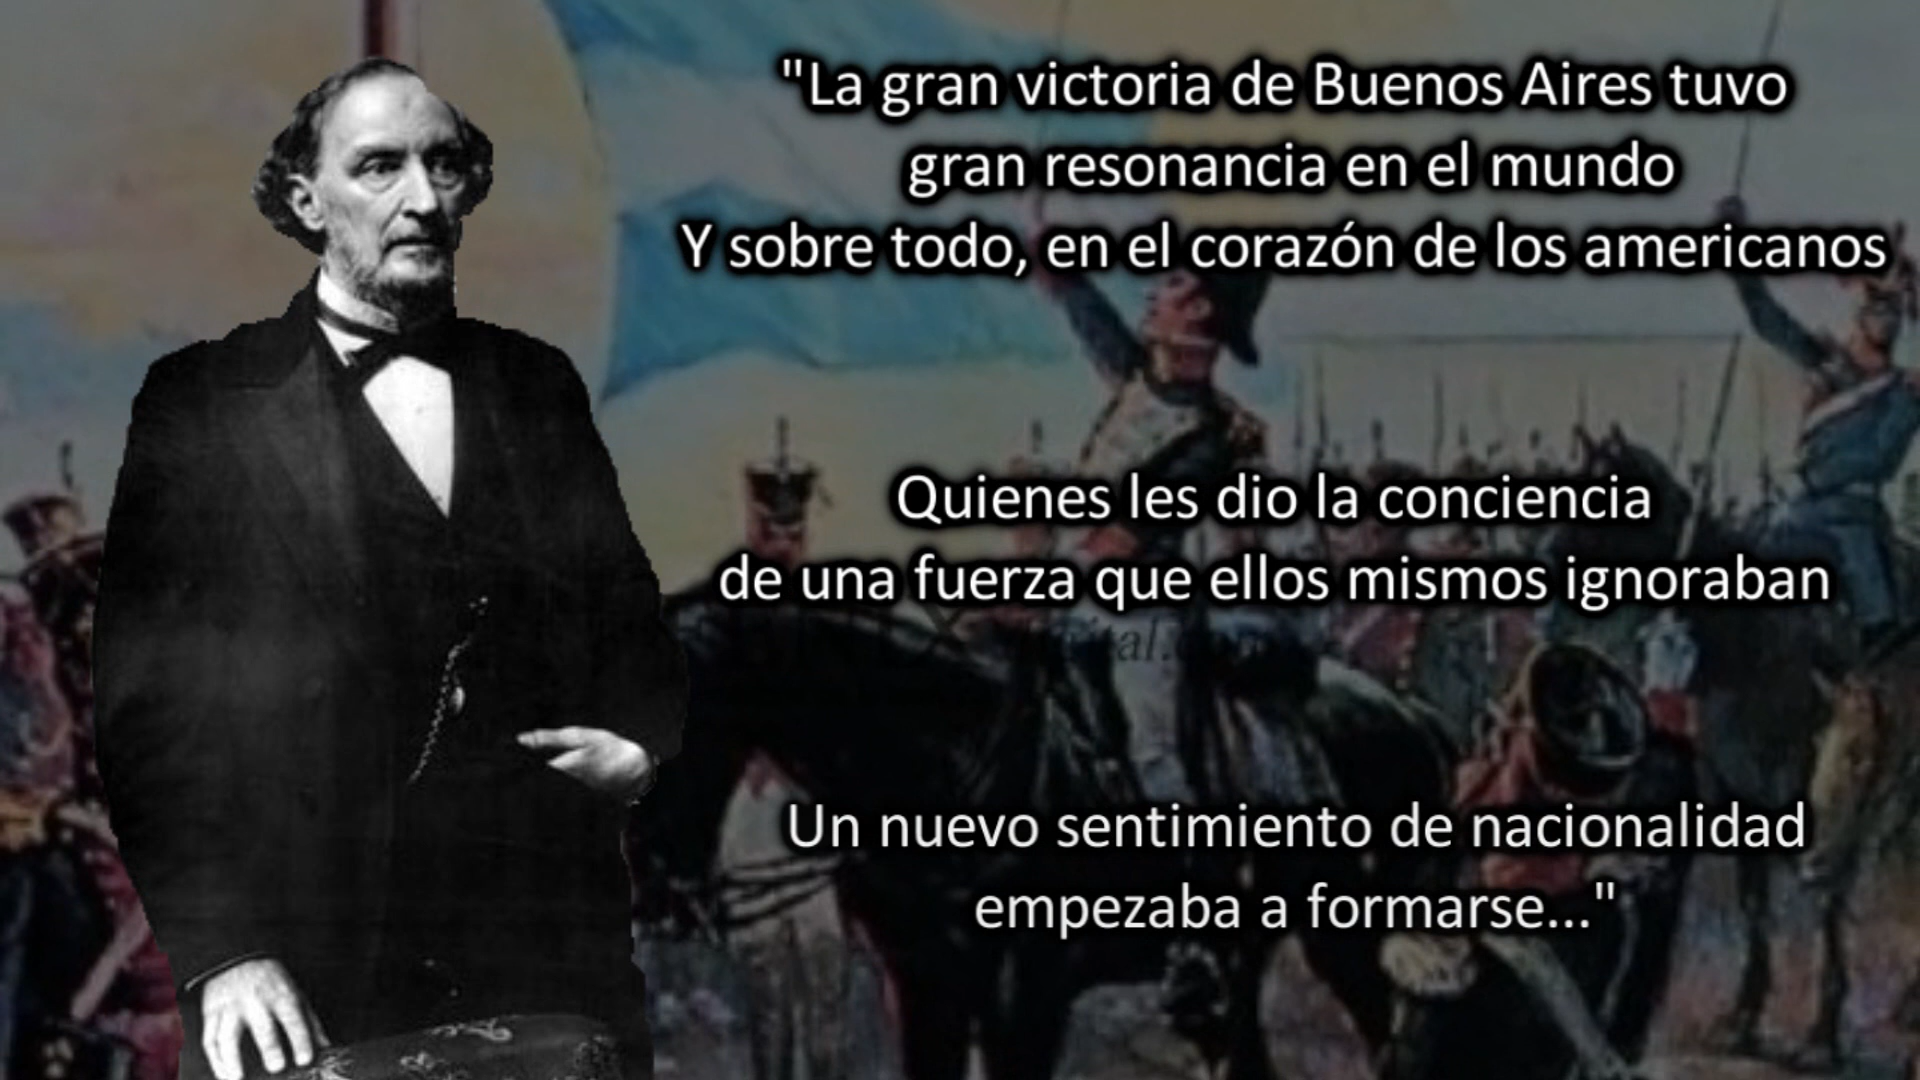 "La gran victoria de Buenos Aires tuvo
gran resonancia en el mundo
Y sobre todo, en el corazón de los americanos
Quienes les dio la conciencia
de una fuerza que ellos mismos ignoraban
Un nuevo sentimiento de nacionalidad
empezaba a formarse..."